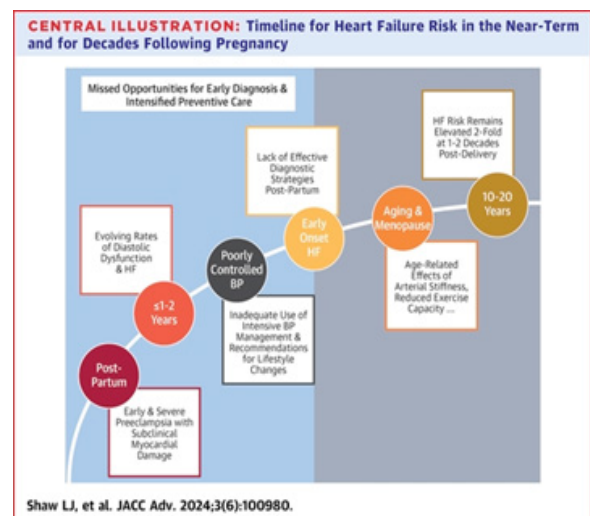 CENTRAL ILLUSTRATION: Timeline for Heart Failure Risk in the Near-Term
and for Decades Following Pregnancy
Missed Opportunities for Early Diagnosis &
Intensified Preventive Care
HF Risk Remains
Elevated 2-Fold
at 1-2 Decades
Post-Delivery
Lack of Effective
Diagnostic
Strategies
Post-Partum
10-20
Years
Aging &
Menopause
Early
Onset
HF
Evolving Rates
of Diastolic
Dysfunction
& HF
Poorly
Controlled
BP
Age-Related
Effects of
Arterial Stiffness,
Reduced Exercise
Capacity ...
≤1-2
Years
Inadequate Use of
Intensive BP
Management &
Recommendations
for Lifestyle
Changes
Post-
Partum
Early & Severe
Preeclampsia with
Subclinical
Myocardial
Damage
Shaw LJ, et al. JACC Adv. 2024;3(6):100980.